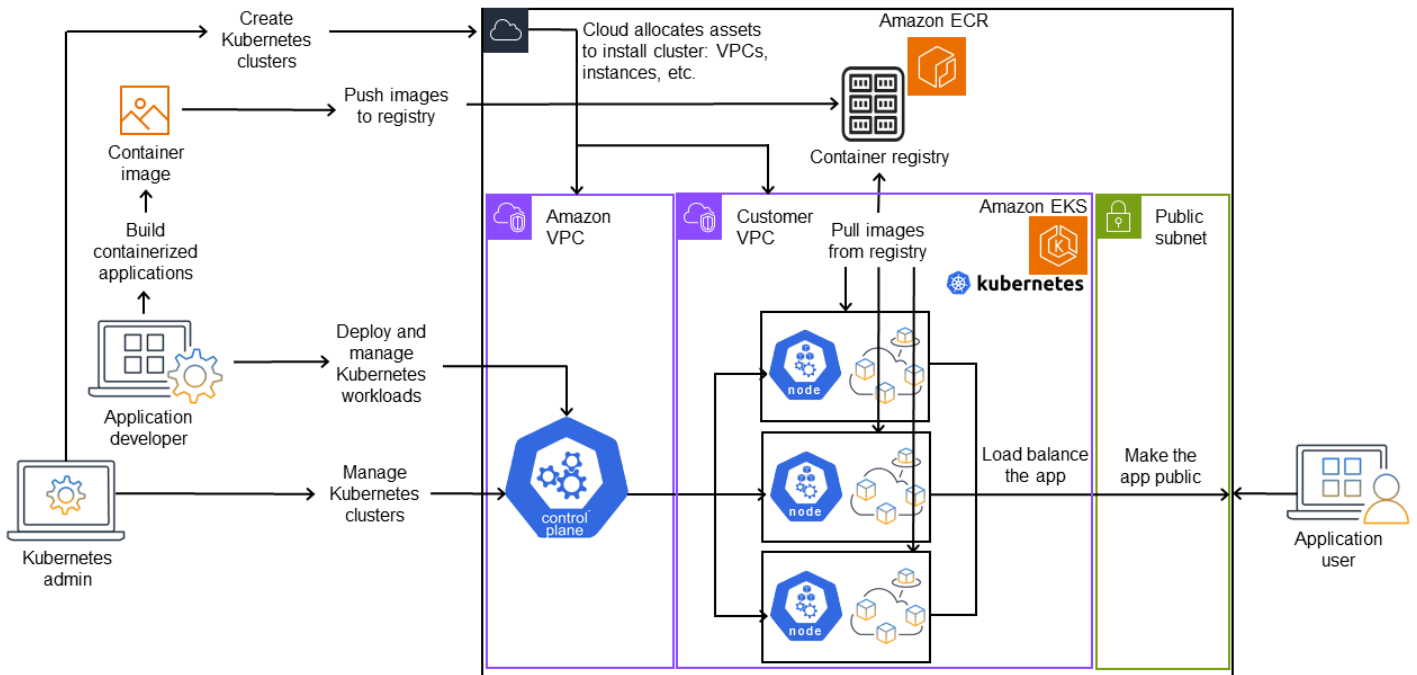 Create
Kubernetes
clusters
Cloud allocates assets
to install cluster: VPCs,
instances, etc.
Amazon ECR
Push images
to registry
Container
image
Container registry
Build
containerized
applications
Amazon
VPC
Customer
VPC
Pull images
from registry
Amazon EKS
K
kubernetes
Public
subnet
Application
developer
Deploy and
manage
Kubernetes
workloads
node
node
node
Kubernetes
admin
Manage
Kubernetes
clusters
control
plane
Load balance
the app
Make the
app public
Application
user